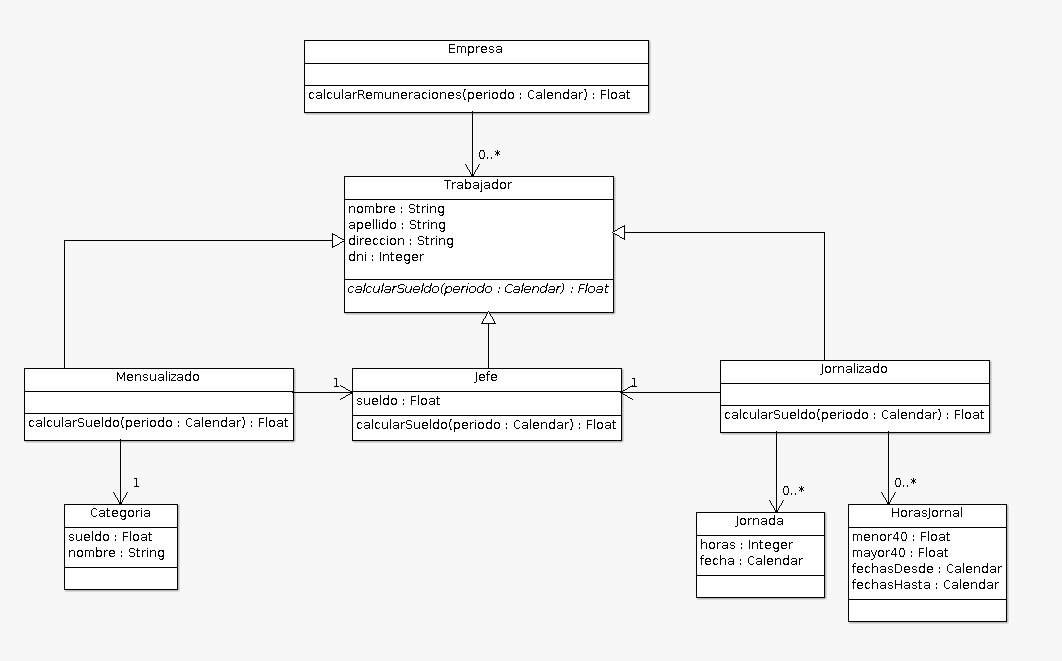 Empresa
calcularRemuneraciones(periodo : Calendar) : Float
0..*
Trabajador
nombre : String
apellido : String
direccion : String
dni : Integer
calcularSueldo(periodo : Calendar) : Float
Mensualizado
calcularSueldo(periodo : Calendar) : Float
1
Jefe
sueldo : Float
calcularSueldo(periodo : Calendar) : Float
1
Jornalizado
calcularSueldo(periodo : Calendar) : Float
1
Categoria
sueldo : Float
nombre : String
0..*
Jornada
horas : Integer
fecha : Calendar
0..*
HorasJornal
menor40 : Float
mayor40 : Float
fechasDesde : Calendar
fechasHasta : Calendar